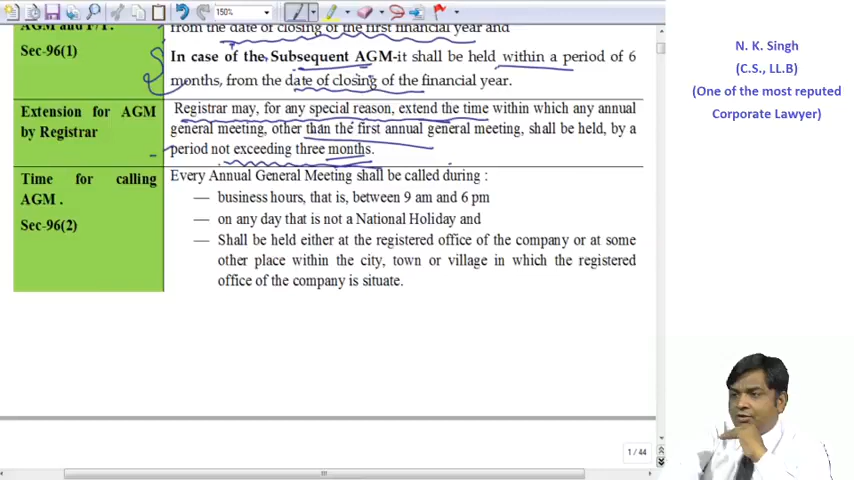 150%
AGM and F/T.
from the date of closing of the first financial year and
Sec-96(1)
In case of the Subsequent AGM-it shall be held within a period of 6
months, from the date of closing of the financial year.
Extension for AGM
by Registrar
Registrar may, for any special reason, extend the time within which any annual
general meeting, other than the first annual general meeting, shall be held, by a
period not exceeding three months.
Time for calling
AGM .
Sec-96(2)
Every Annual General Meeting shall be called during :
— business hours, that is, between 9 am and 6 pm
— on any day that is not a National Holiday and
— Shall be held either at the registered office of the company or at some
other place within the city, town or village in which the registered
office of the company is situate.
1 / 44
N. K. Singh
(C.S., LL.B)
(One of the most reputed
Corporate Lawyer)